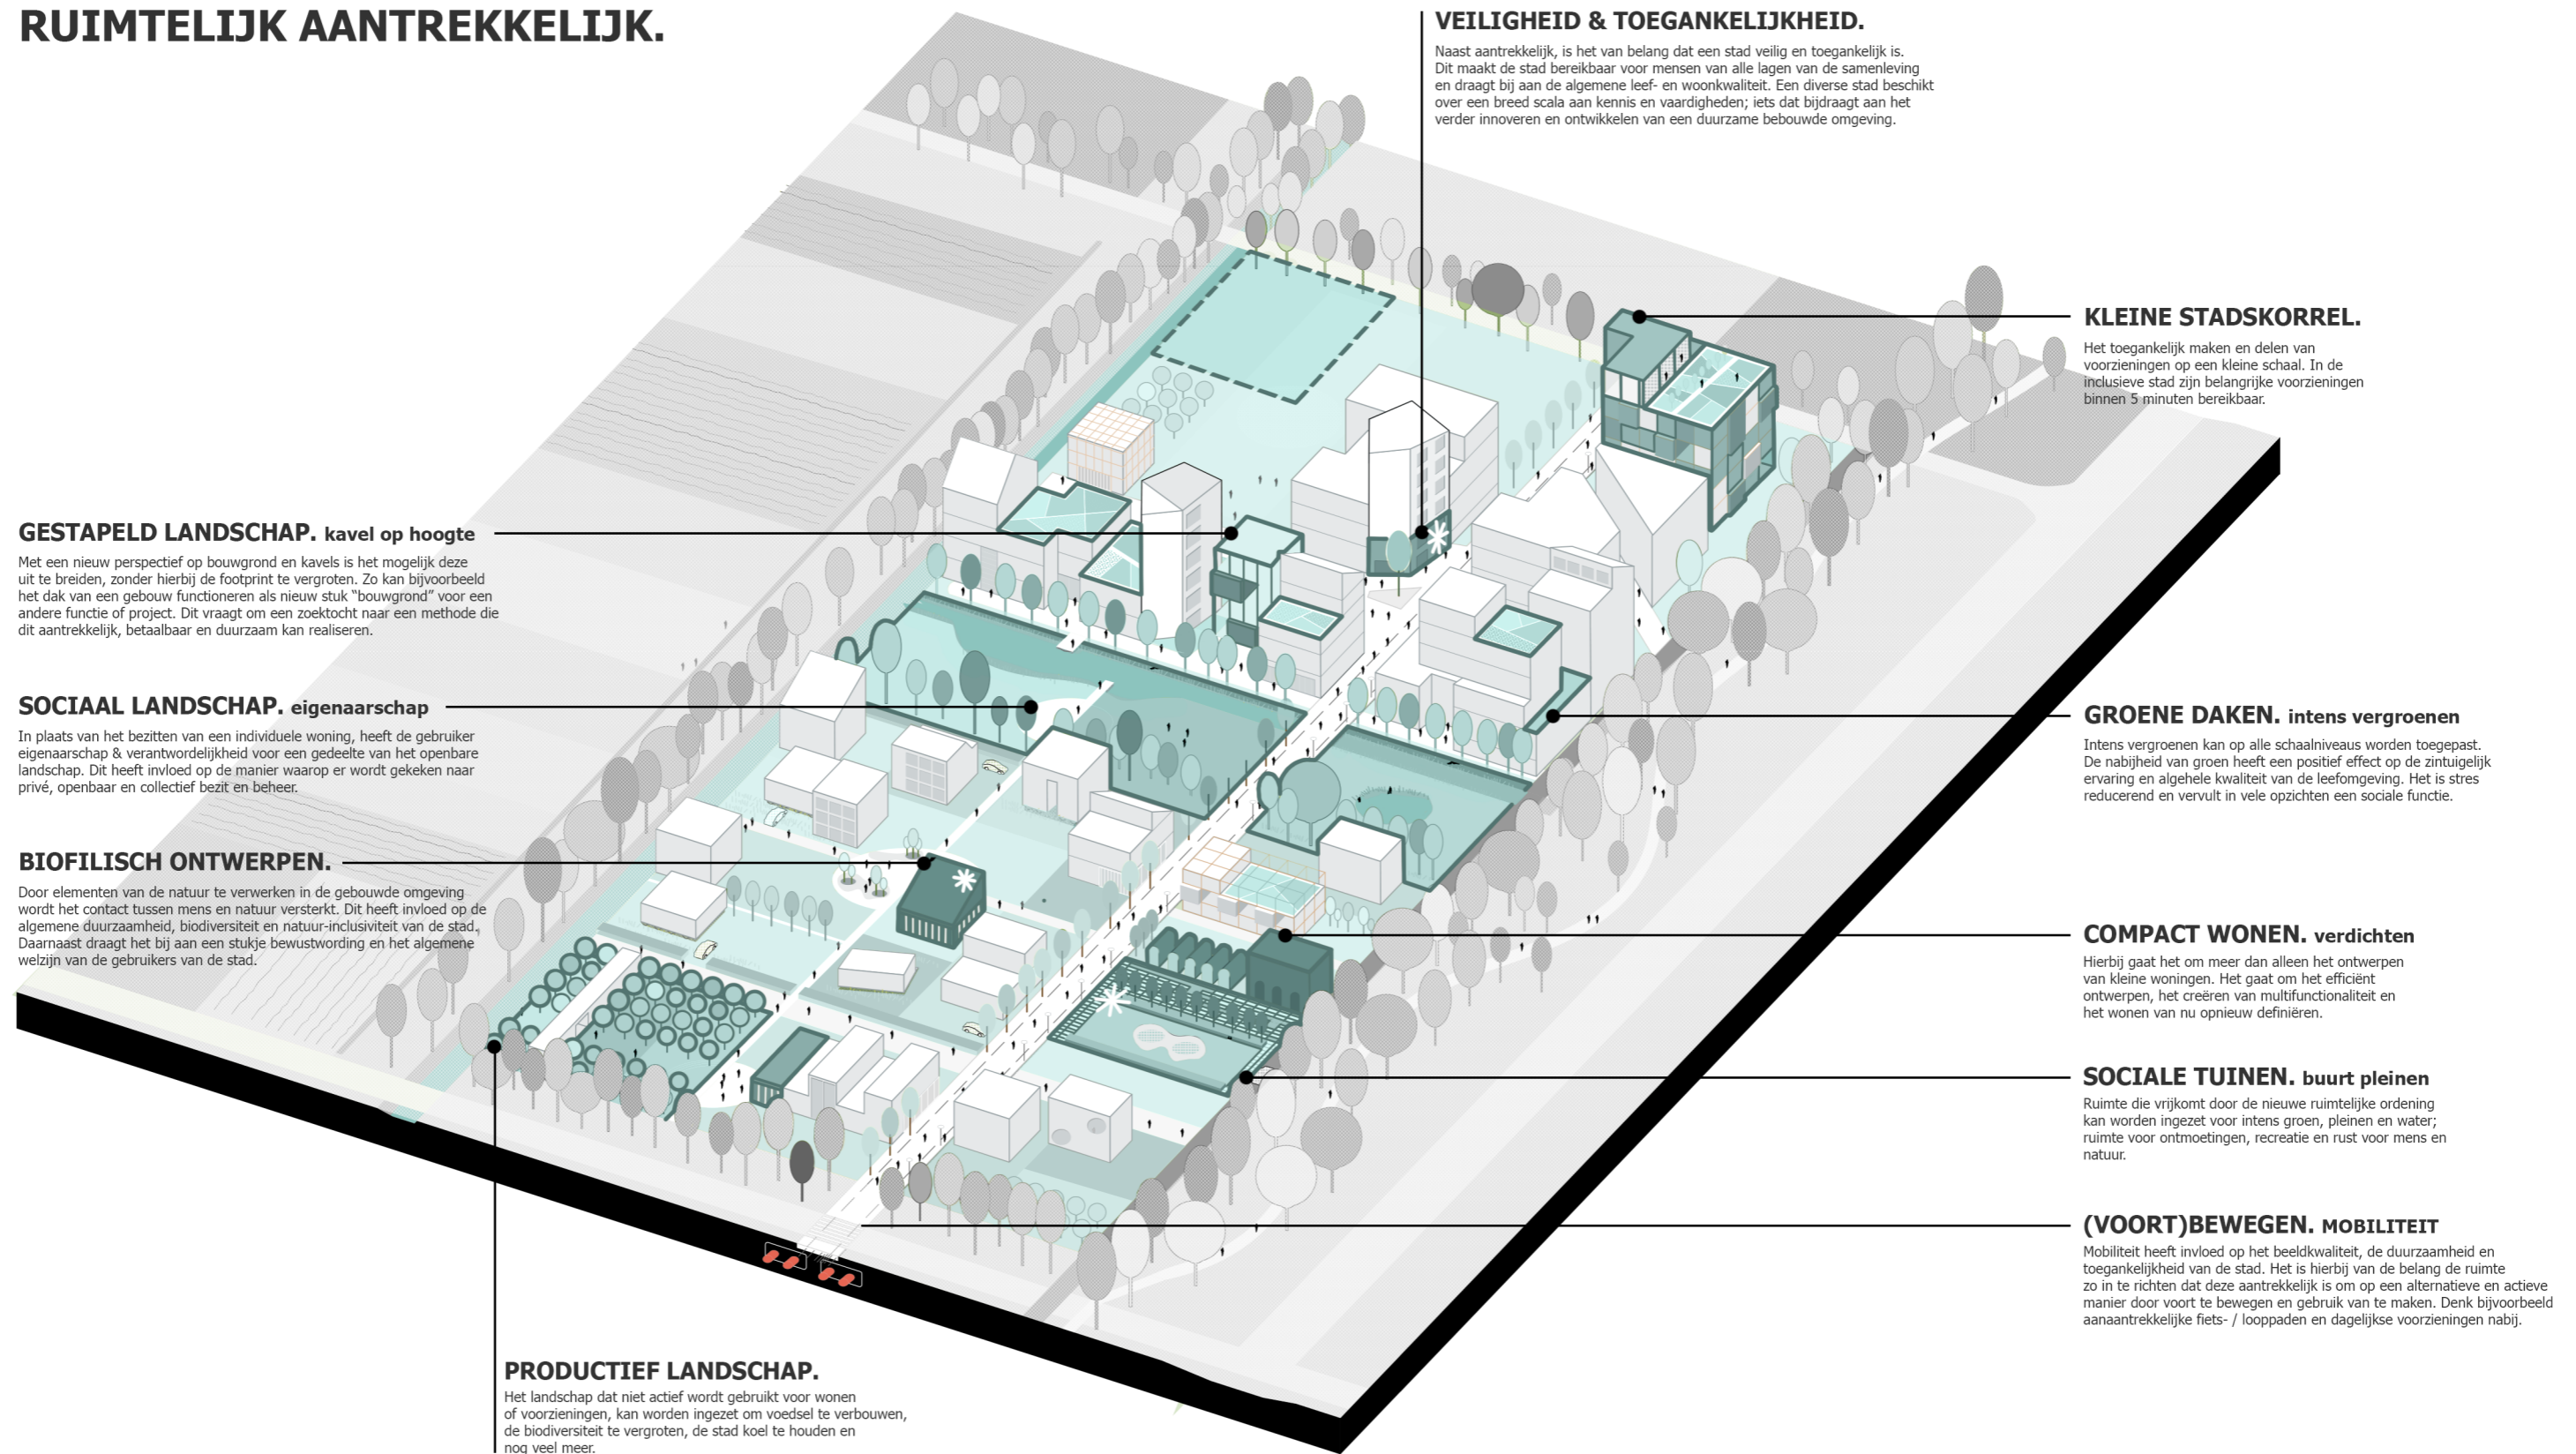 RUIMTELIJK AANTREKKELIJK.
VEILIGHEID & TOEGANKELIJKHEID.
Naast aantrekkelijk, is het van belang dat een stad veilig en toegankelijk is.
Dit maakt de stad bereikbaar voor mensen van alle lagen van de samenleving
en draagt bij aan de algemene leef- en woonkwaliteit. Een diverse stad beschikt
over een breed scala aan kennis en vaardigheden; iets dat bijdraagt aan het
verder innoveren en ontwikkelen van een duurzame bebouwde omgeving.
KLEINE STADSKORREL.
Het toegankelijk maken en delen van
voorzieningen op een kleine schaal. In de
inclusieve stad zijn belangrijke voorzieningen
binnen 5 minuten bereikbaar.
GESTAPELD LANDSCHAP. kavel op hoogte
Met een nieuw perspectief op bouwgrond en kavels is het mogelijk deze
uit te breiden, zonder hierbij de footprint te vergroten. Zo kan bijvoorbeeld
het dak van een gebouw functioneren als nieuw stuk “bouwgrond” voor een
andere functie of project. Dit vraagt om een zoektocht naar een methode die
dit aantrekkelijk, betaalbaar en duurzaam kan realiseren.
SOCIAAL LANDSCHAP. eigenaarschap
In plaats van het bezitten van een individuele woning, heeft de gebruiker
eigenaarschap & verantwoordelijkheid voor een gedeelte van het openbare
landschap. Dit heeft invloed op de manier waarop er wordt gekeken naar
privé, openbaar en collectief bezit en beheer.
GROENE DAKEN. intens vergroenen
Intens vergroenen kan op alle schaalniveaus worden toegepast.
De nabijheid van groen heeft een positief effect op de zintuigelijk
ervaring en algehele kwaliteit van de leefomgeving. Het is stres
reducerend en vervult in vele opzichten een sociale functie.
BIOFILISCH ONTWERPEN.
Door elementen van de natuur te verwerken in de gebouwde omgeving
wordt het contact tussen mens en natuur versterkt. Dit heeft invloed op de
algemene duurzaamheid, biodiversiteit en natuur-inclusiviteit van de stad.
Daarnaast draagt het bij aan een stukje bewustwording en het algemene
welzijn van de gebruikers van de stad.
COMPACT WONEN. verdichten
Hierbij gaat het om meer dan alleen het ontwerpen
van kleine woningen. Het gaat om het efficiënt
ontwerpen, het creëren van multifunctionaliteit en
het wonen van nu opnieuw definiëren.
SOCIALE TUINEN. buurt pleinen
Ruimte die vrijkomt door de nieuwe ruimtelijke ordening
kan worden ingezet voor intens groen, pleinen en water;
ruimte voor ontmoetingen, recreatie en rust voor mens en
natuur.
(VOORT)BEWEGEN. MOBILITEIT
Mobiliteit heeft invloed op het beeldkwaliteit, de duurzaamheid en
toegankelijkheid van de stad. Het is hierbij van de belang de ruimte
zo in te richten dat deze aantrekkelijk is om op een alternatieve en actieve
manier door voort te bewegen en gebruik van te maken. Denk bijvoorbeeld
aanaantrekkelijke fiets- / looppaden en dagelijkse voorzieningen nabij.
PRODUCTIEF LANDSCHAP.
Het landschap dat niet actief wordt gebruikt voor wonen
of voorzieningen, kan worden ingezet om voedsel te verbouwen,
de biodiversiteit te vergroten, de stad koel te houden en
nog veel meer.